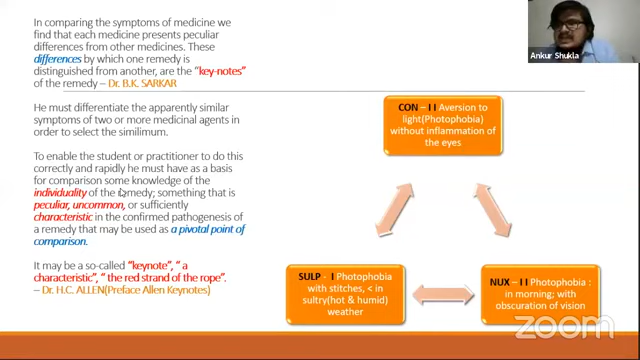 In comparing the symptoms of medicine we
find that each medicine presents peculiar
differences from other medicines. These
differences by which one remedy is
distinguished from another, are the "key-notes"
of the remedy – Dr. B.K. SARKAR
He must differentiate the apparently similar
symptoms of two or more medicinal agents in
order to select the similimum.
To enable the student or practitioner to do this
correctly and rapidly he must have as a basis
for comparison some knowledge of the
individuality of the remedy; something that is
peculiar, uncommon, or sufficiently
characteristic in the confirmed pathogenesis of
a remedy that may be used as a pivotal point of
comparison.
It may be a so-called "keynote," " a
characteristic", " the red strand of the rope".
– Dr. H.C. ALLEN(Preface Allen Keynotes)
Ankur Shukla
CON – I I Aversion to
light(Photophobia)
without inflammation of
the eyes
SULP - I Photophobia
with stitches, < in
sultry(hot & humid)
weather
NUX – I I Photophobia :
in morning; with
obscuration of vision
zoom